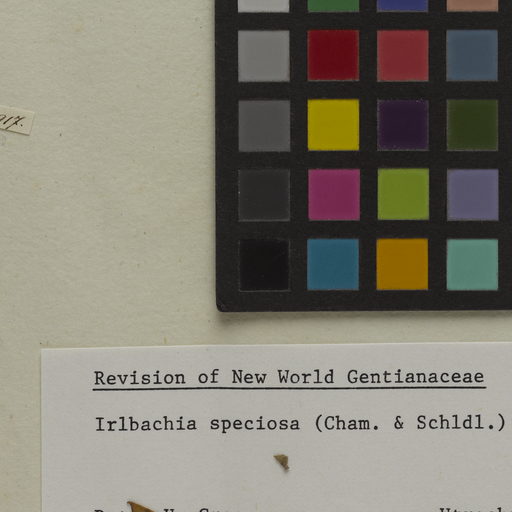 Revision of New World Gentianaceae
Irlbachia speciosa (Cham. & Schldl.)